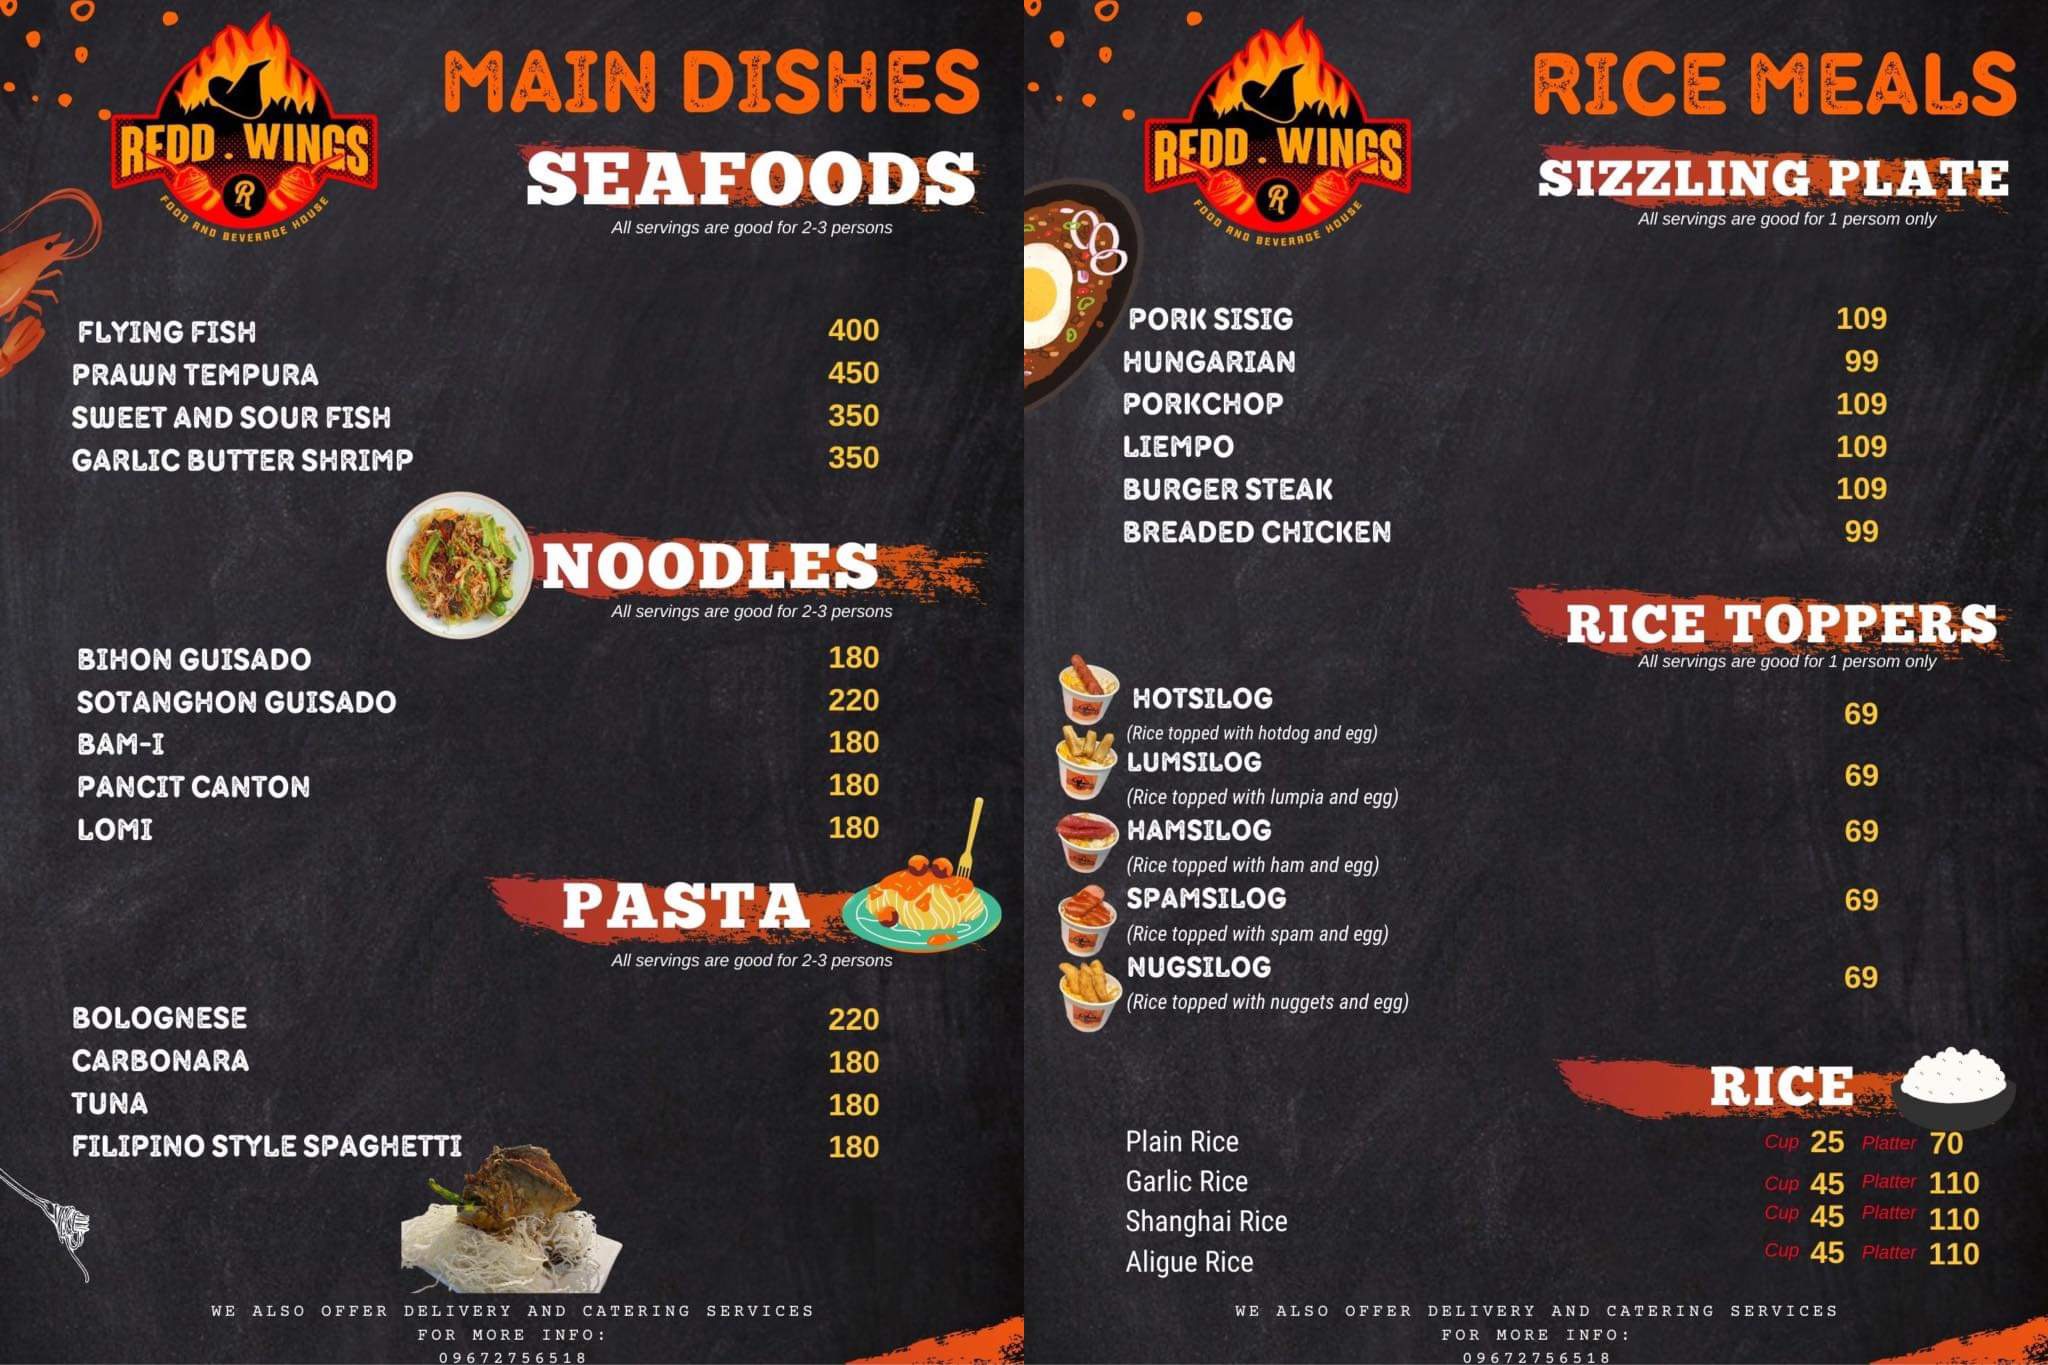 REDD . WINGS
R
FOOD AND BEVERAGE HOUSE
MAIN DISHES
SEAFOODS
All servings are good for 2-3 persons
FLYING FISH 400
PRAWN TEMPURA 450
SWEET AND SOUR FISH 350
GARLIC BUTTER SHRIMP 350
NOODLES
All servings are good for 2-3 persons
BIHON GUISADO 180
SOTANGHON GUISADO 220
BAM-I 180
PANCIT CANTON 180
LOMI 180
PASTA
All servings are good for 2-3 persons
BOLOGNESE 220
CARBONARA 180
TUNA 180
FILIPINO STYLE SPAGHETTI 180
WE ALSO OFFER DELIVERY AND CATERING SERVICES
FOR MORE INFO:
09672756518
REDD . WINGS
R
FOOD AND BEVERAGE HOUSE
RICE MEALS
SIZZLING PLATE
All servings are good for 1 persom only
PORK SISIG 109
HUNGARIAN 99
PORKCHOP 109
LIEMPO 109
BURGER STEAK 109
BREADED CHICKEN 99
RICE TOPPERS
All servings are good for 1 persom only
HOTSILOG 69
(Rice topped with hotdog and egg)
LUMSILOG 69
(Rice topped with lumpia and egg)
HAMSILOG 69
(Rice topped with ham and egg)
SPAMSILOG 69
(Rice topped with spam and egg)
NUGSILOG 69
(Rice topped with nuggets and egg)
RICE
Plain Rice Cup 25 Platter 70
Garlic Rice Cup 45 Platter 110
Shanghai Rice Cup 45 Platter 110
Aligue Rice Cup 45 Platter 110
WE ALSO OFFER DELIVERY AND CATERING SERVICES
FOR MORE INFO:
09672756518